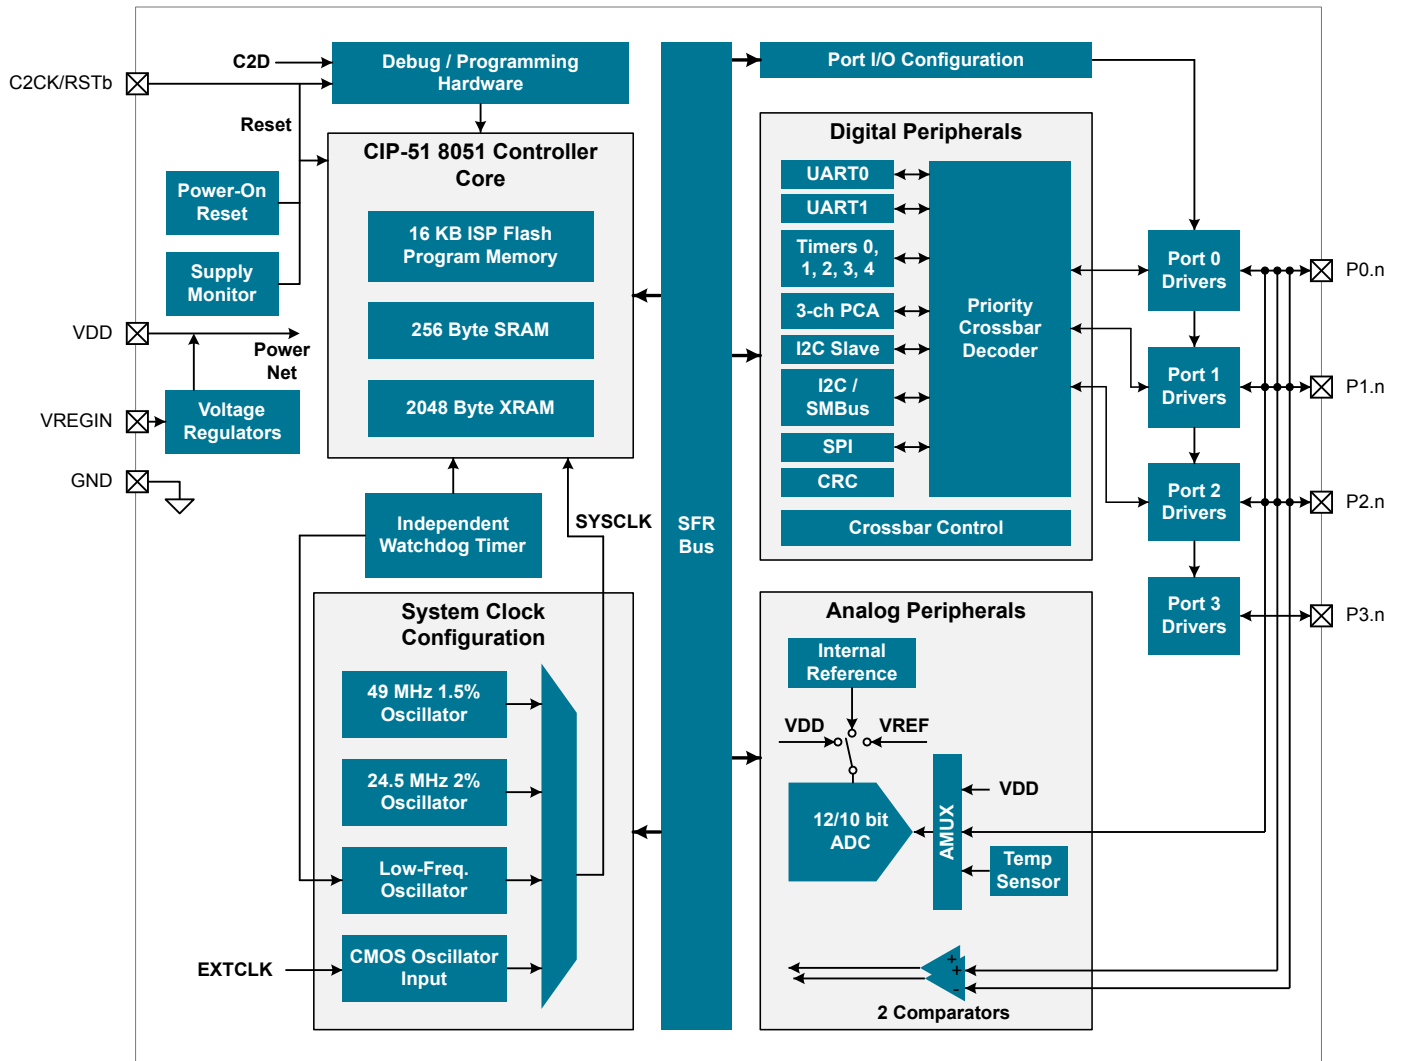 C2CK/RSTb
C2D
Debug / Programming
Hardware
Reset
Power-On
Reset
Supply
Monitor
VDD
Power
Net
VREGIN
Voltage
Regulators
GND
CIP-51 8051 Controller
Core
16 KB ISP Flash
Program Memory
256 Byte SRAM
2048 Byte XRAM
Independent
Watchdog Timer
SYSCLK
System Clock
Configuration
49 MHz 1.5%
Oscillator
24.5 MHz 2%
Oscillator
Low-Freq.
Oscillator
EXTCLK
CMOS Oscillator
Input
SFR
Bus
Port I/O Configuration
Digital Peripherals
UART0
UART1
Timers 0,
1, 2, 3, 4
3-ch PCA
I2C Slave
I2C /
SMBus
SPI
CRC
Priority
Crossbar
Decoder
Crossbar Control
Port 0
Drivers
P0.n
Port 1
Drivers
P1.n
Port 2
Drivers
P2.n
Port 3
Drivers
P3.n
Analog Peripherals
Internal
Reference
VDD
VREF
12/10 bit
ADC
AMUX
VDD
Temp
Sensor
+
+
-
2 Comparators